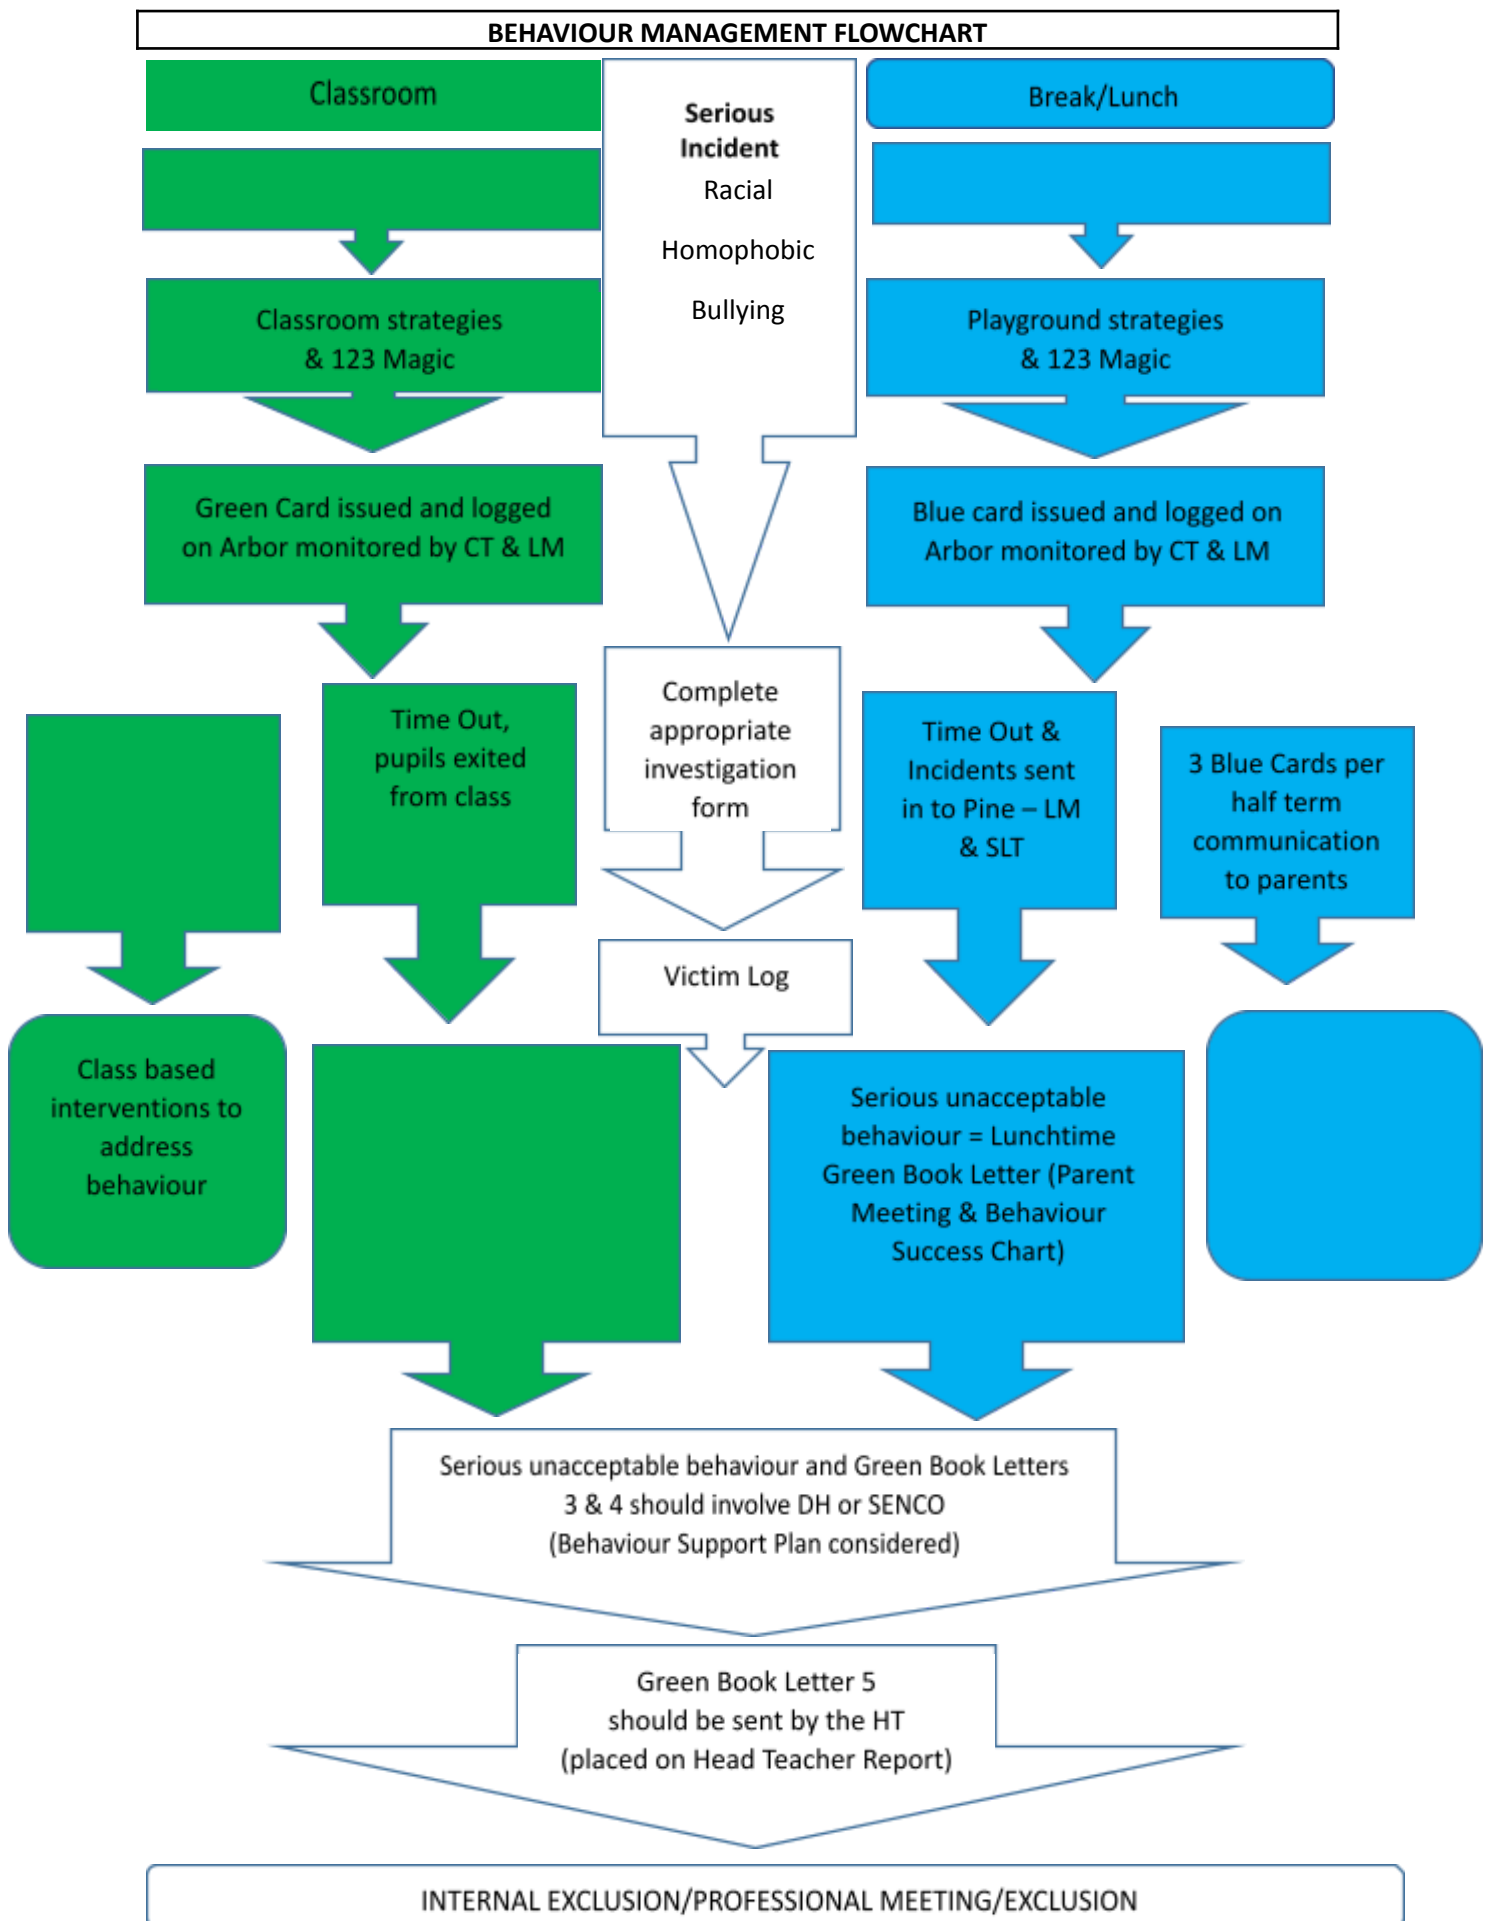 BEHAVIOUR MANAGEMENT FLOWCHART
Classroom
Serious
Incident
Racial
Homophobic
Bullying
Break/Lunch
Classroom strategies
& 123 Magic
Playground strategies
& 123 Magic
Green Card issued and logged
on Arbor monitored by CT & LM
Blue card issued and logged on
Arbor monitored by CT & LM
Time Out,
pupils exited
from class
Complete
appropriate
investigation
form
Time Out &
Incidents sent
in to Pine – LM
& SLT
3 Blue Cards per
half term
communication
to parents
Victim Log
Class based
interventions to
address
behaviour
Serious unacceptable
behaviour = Lunchtime
Green Book Letter (Parent
Meeting & Behaviour
Success Chart)
Serious unacceptable behaviour and Green Book Letters
3 & 4 should involve DH or SENCO
(Behaviour Support Plan considered)
Green Book Letter 5
should be sent by the HT
(placed on Head Teacher Report)
INTERNAL EXCLUSION/PROFESSIONAL MEETING/EXCLUSION